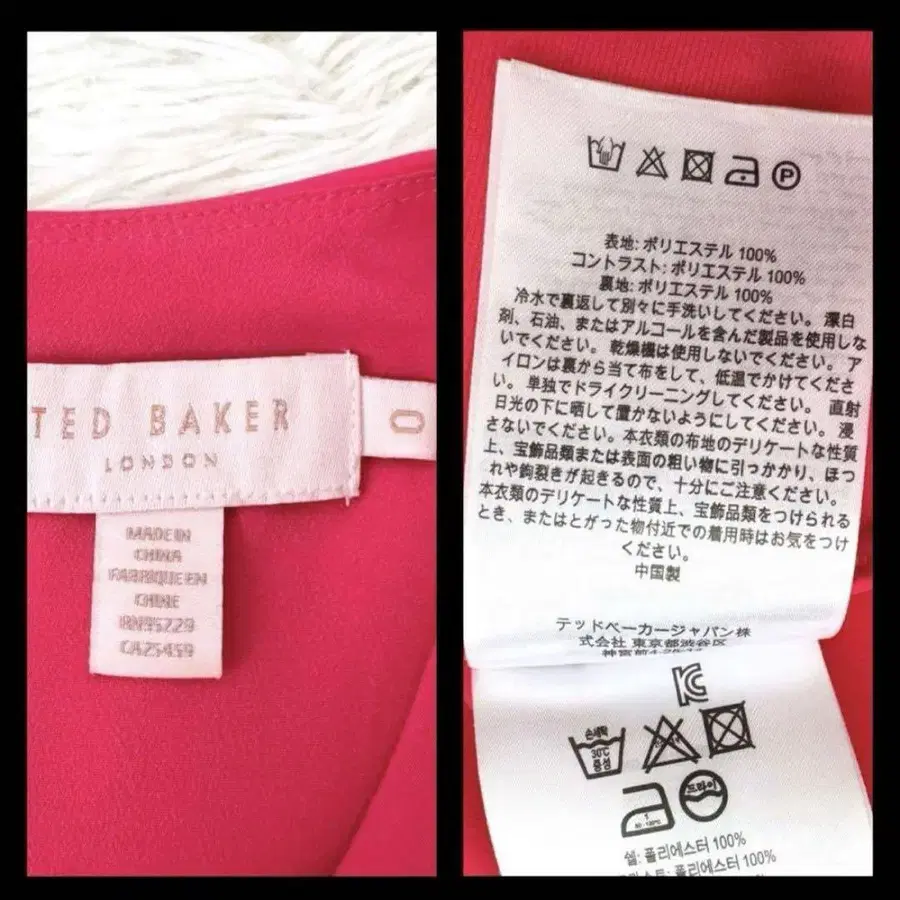 TED BAKER
LONDON
0
MADE IN
CHINA
FABRIQUE EN
CHINE
RN95229
CA25459
P
表地: ポリエステル 100%
コントラスト: ポリエステル 100%
裏地: ポリエステル 100%
冷水で裏返して別々に手洗いしてください。 漂白
剤、石油、またはアルコールを含んだ製品を使用しな
いでください。 乾燥機は使用しないでください。 ア
イロンは裏から当て布をして、低温でかけてくださ
い。 単独でドライクリーニングしてください。 直射
日光の下に晒して置かないようにしてください。 浸
さないでください。本衣類の布地のデリケートな性質
上、宝飾品類または表面の粗い物に引っかかり、ほつ
れや鉤裂きが起きるので、十分にご注意ください。
本衣類のデリケートな性質上、宝飾品類をつけられる
とき、またはとがった物付近での着用時はお気をつけ
ください。
中国製
テッドベーカージャパン株
式会社 東京都渋谷区
神宮前
손세탁
30℃
중성
드라이
1
쉘: 폴리에스터 100%
폴리에스터 100%